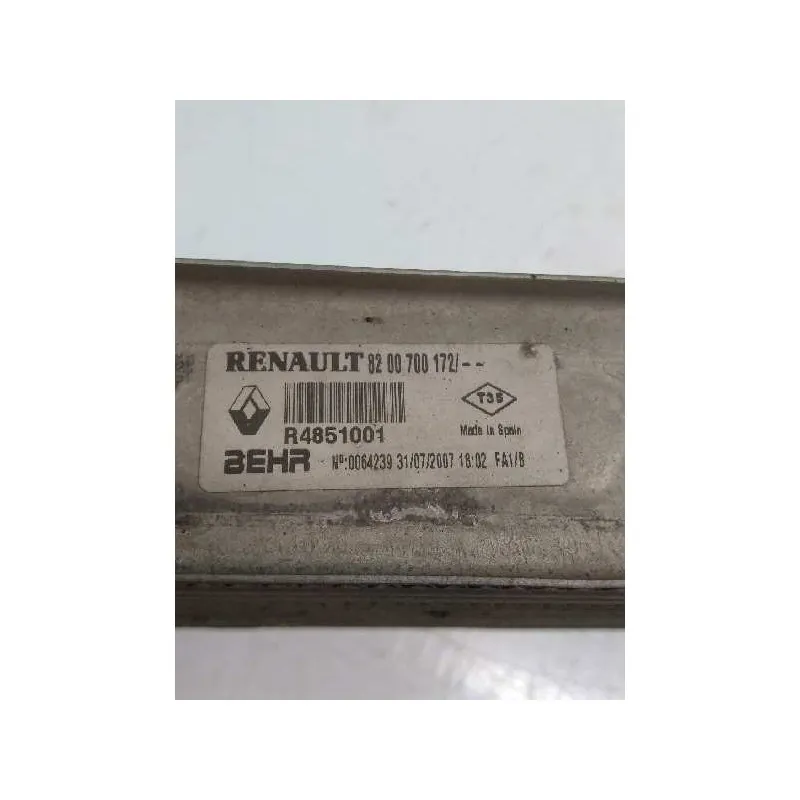 RENAULT 82 00 700 172/--
R4851001
T35
Made in Spain
BEHR Nº:0064239 31/07/2007 18:02 FA1/B